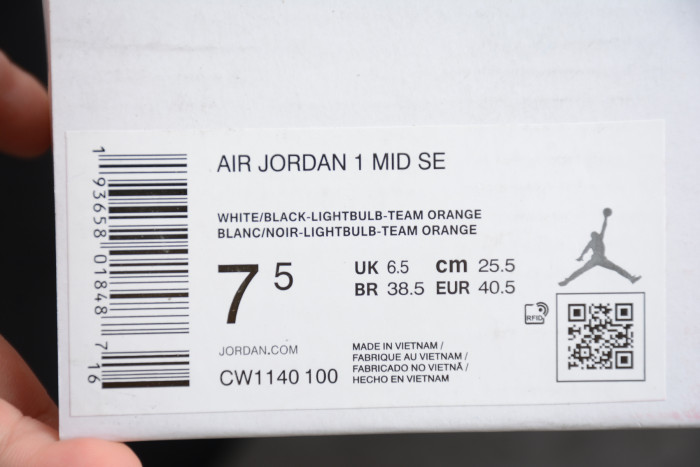 AIR JORDAN 1 MID SE
WHITE/BLACK-LIGHTBULB-TEAM ORANGE
BLANC/NOIR-LIGHTBULB-TEAM ORANGE
7 5
UK 6.5 cm 25.5
BR 38.5 EUR 40.5
RFID
JORDAN.COM
CW1140 100
MADE IN VIETNAM /
FABRIQUE AU VIETNAM /
FABRICADO NO VIETNÃ /
HECHO EN VIETNAM
1 93658 01848 7 16